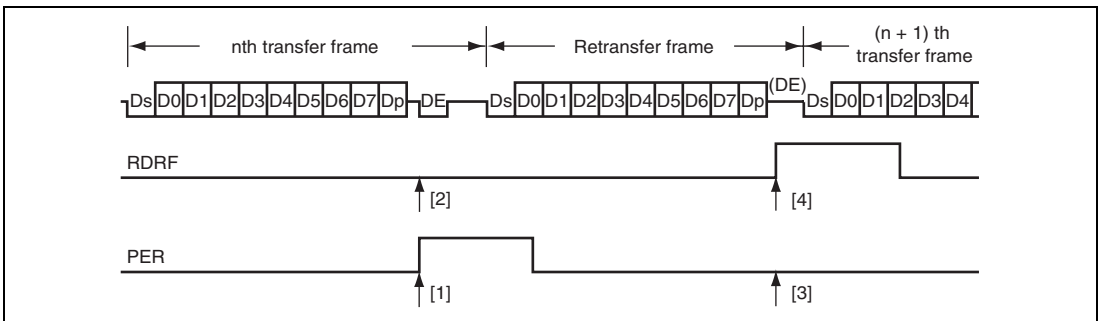 nth transfer frame Retransfer frame (n + 1) th
transfer frame
Ds D0 D1 D2 D3 D4 D5 D6 D7 Dp DE Ds D0 D1 D2 D3 D4 D5 D6 D7 Dp (DE) Ds D0 D1 D2 D3 D4
RDRF
[2] [4]
PER
[1] [3]